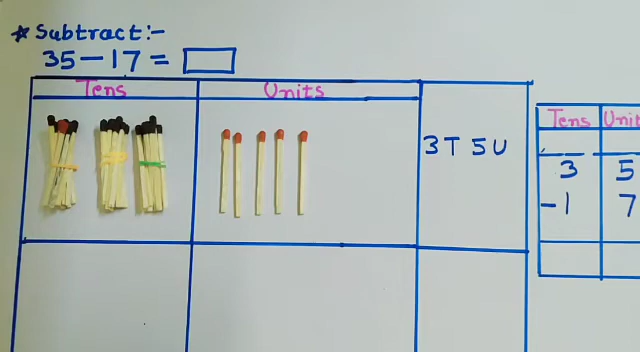 * Subtract:-
35 - 17 =
Tens Units
3T 5U
Tens Unit
3 5
-1 7